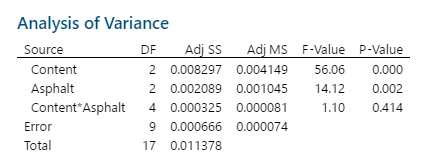 Analysis of Variance
Source DF Adj SS Adj MS F-Value P-Value
Content 2 0.008297 0.004149 56.06 0.000
Asphalt 2 0.002089 0.001045 14.12 0.002
Content*Asphalt 4 0.000325 0.000081 1.10 0.414
Error 9 0.000666 0.000074
Total 17 0.011378